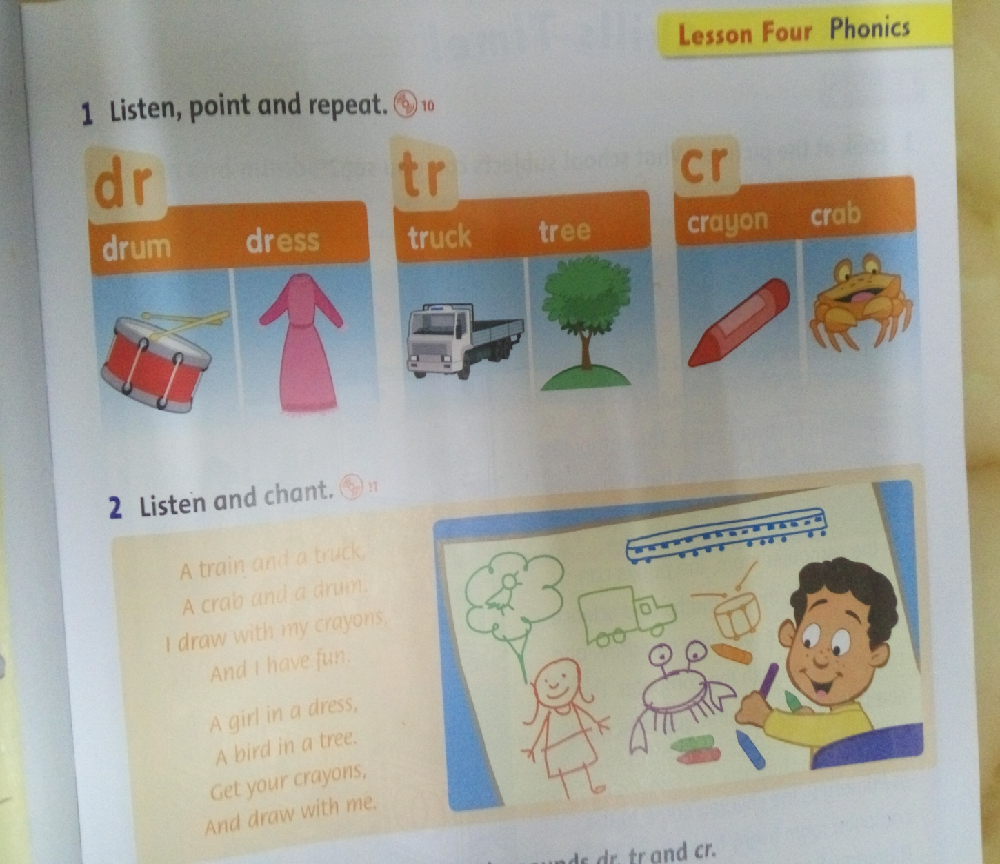 Lesson Four Phonics
1 Listen, point and repeat. 10
dr
tr
cr
drum dress
truck tree
crayon crab
2 Listen and chant. 11
A train and a truck,
A crab and a drum.
I draw with my crayons,
And I have fun.
A girl in a dress,
A bird in a tree.
Get your crayons,
And draw with me.
dr, tr and cr.